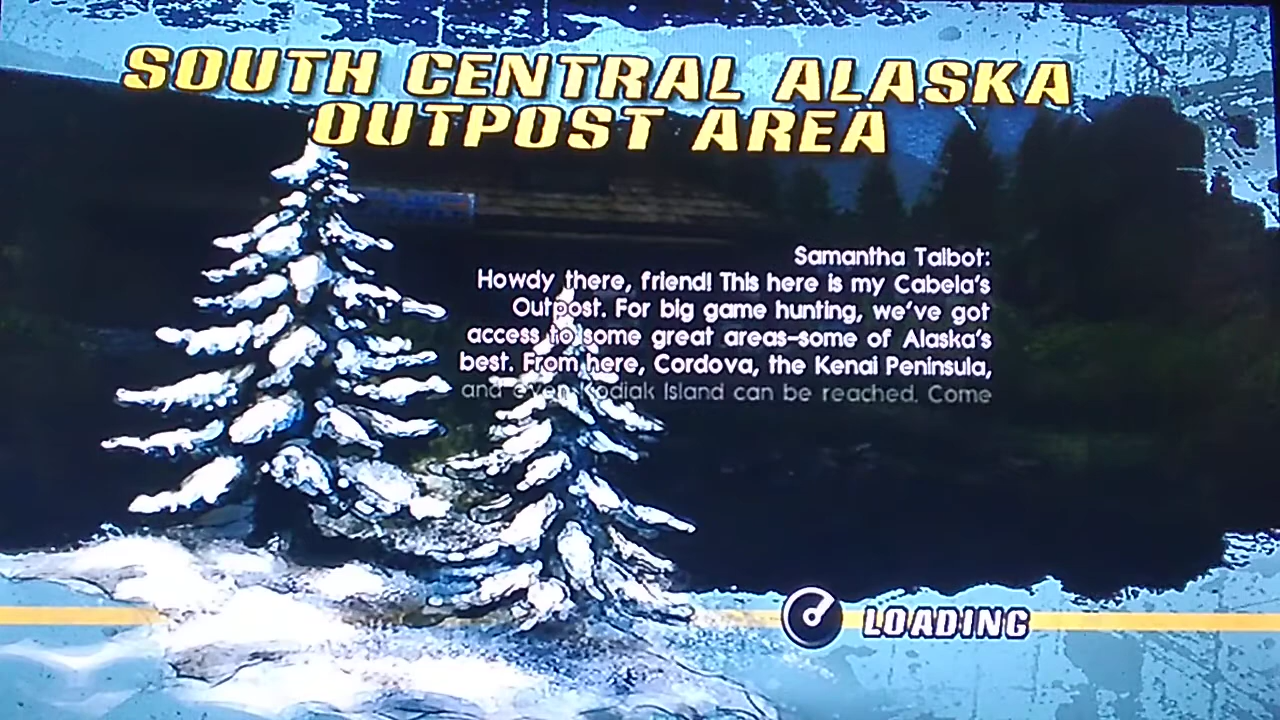 SOUTH CENTRAL ALASKA
OUTPOST AREA
Samantha Talbot:
Howdy there, friend! This here is my Cabela's
Outpost. For big game hunting, we've got
access to some great areas–some of Alaska's
best. From here, Cordova, the Kenai Peninsula,
and even Kodiak Island can be reached. Come
LOADING